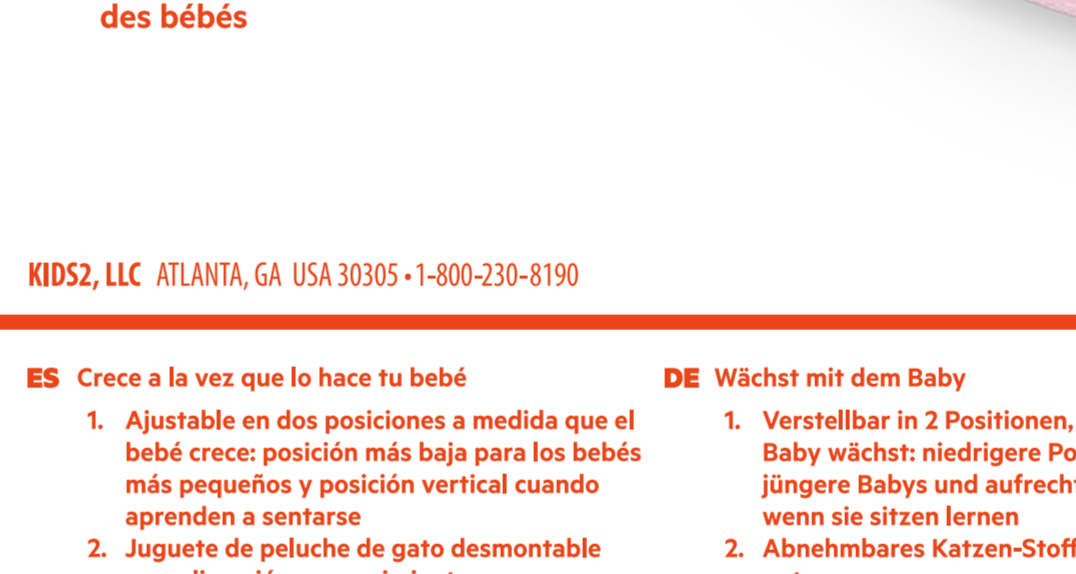 des bébés
KIDS2, LLC ATLANTA, GA USA 30305 • 1-800-230-8190
ES Crece a la vez que lo hace tu bebé
1. Ajustable en dos posiciones a medida que el
bebé crece: posición más baja para los bebés
más pequeños y posición vertical cuando
aprenden a sentarse
2. Juguete de peluche de gato desmontable
DE Wächst mit dem Baby
1. Verstellbar in 2 Positionen,
Baby wächst: niedrigere Po
jüngere Babys und aufrecht
wenn sie sitzen lernen
2. Abnehmbares Katzen-Stoff